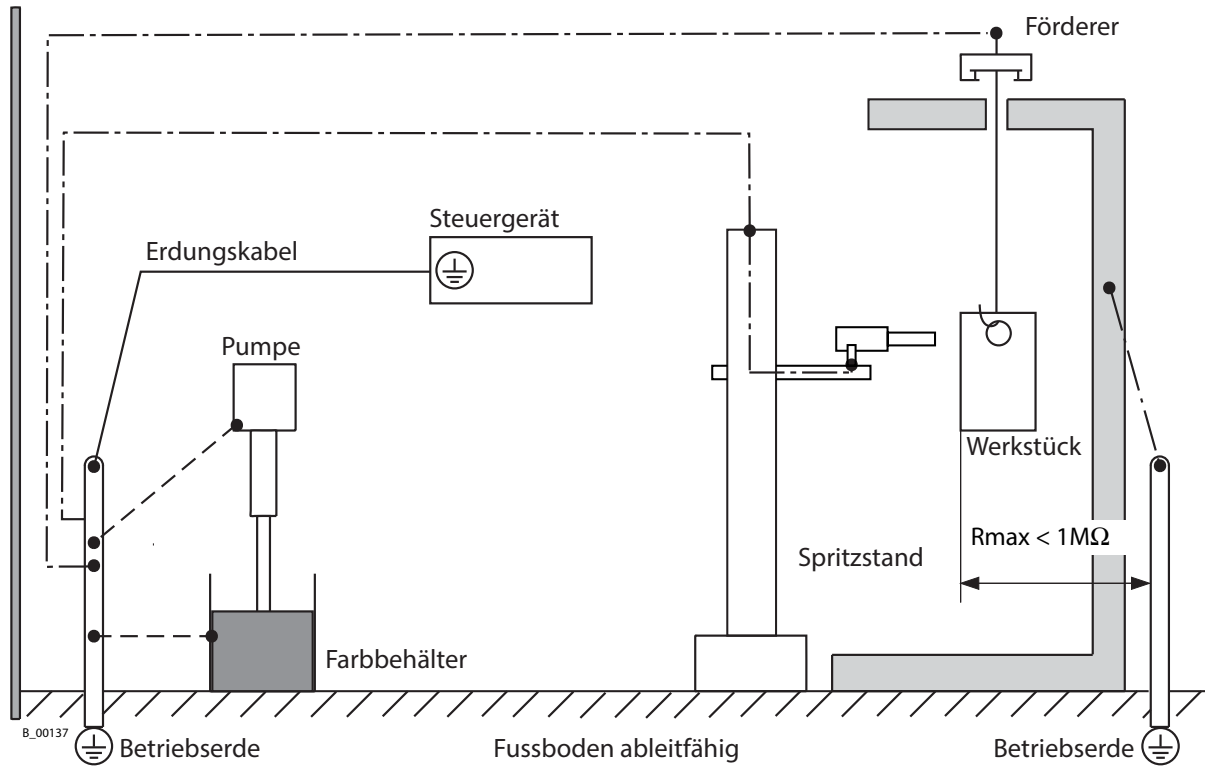 Förderer
Steuergerät
Erdungskabel
Pumpe
Werkstück
Rmax < 1MΩ
Spritzstand
Farbbehälter
B_00137
Betriebserde
Fussboden ableitfähig
Betriebserde